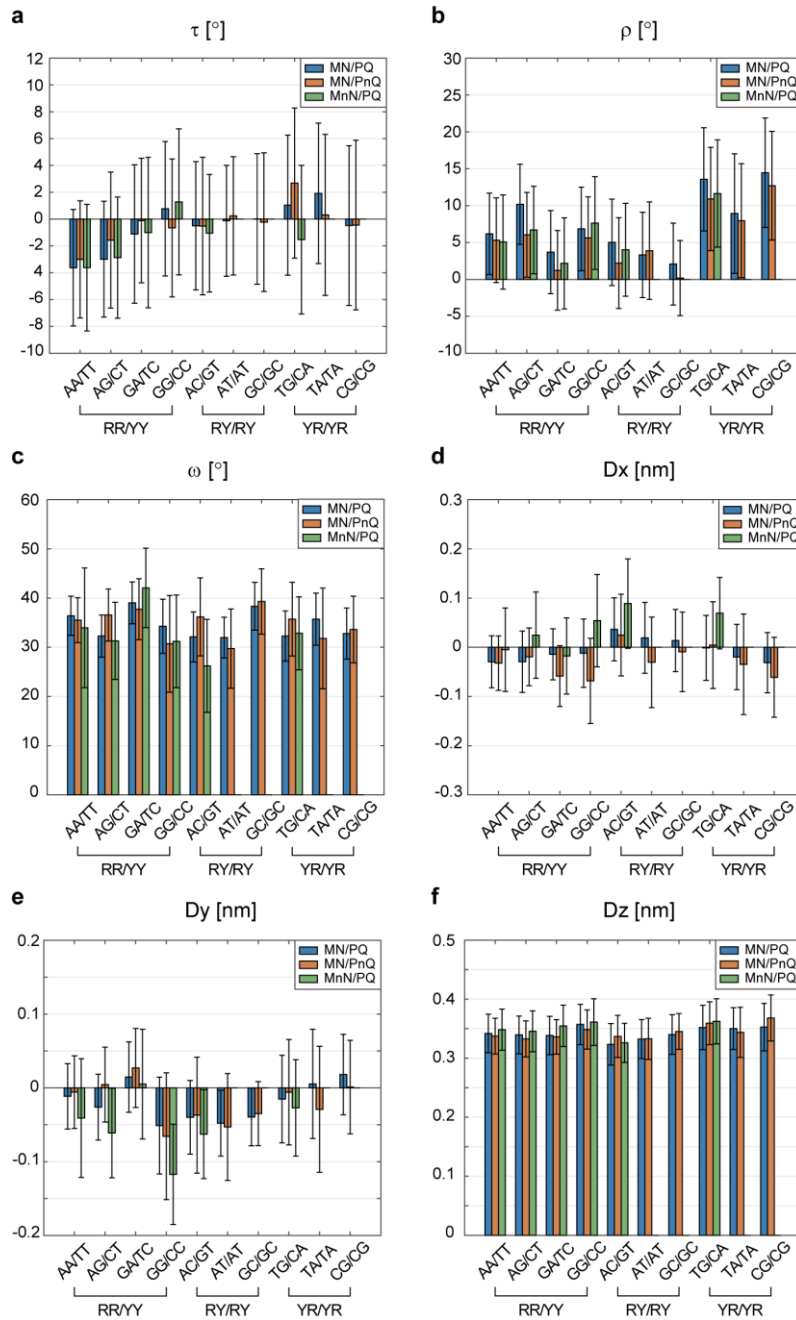 a
τ [°]
12
10
8
6
4
2
0
-2
-4
-6
-8
-10
MN/PQ
MN/PnQ
MnN/PQ
AA/TT
AG/CT
GA/TC
GG/CC
AC/GT
AT/AT
GC/GC
TG/CA
TA/TA
CG/CG
RR/YY
RY/RY
YR/YR
b
ρ [°]
30
25
20
15
10
5
0
-5
-10
MN/PQ
MN/PnQ
MnN/PQ
AA/TT
AG/CT
GA/TC
GG/CC
AC/GT
AT/AT
GC/GC
TG/CA
TA/TA
CG/CG
RR/YY
RY/RY
YR/YR
c
ω [°]
60
50
40
30
20
10
0
MN/PQ
MN/PnQ
MnN/PQ
AA/TT
AG/CT
GA/TC
GG/CC
AC/GT
AT/AT
GC/GC
TG/CA
TA/TA
CG/CG
RR/YY
RY/RY
YR/YR
d
Dx [nm]
0.3
0.2
0.1
0
-0.1
-0.2
-0.3
MN/PQ
MN/PnQ
MnN/PQ
AA/TT
AG/CT
GA/TC
GG/CC
AC/GT
AT/AT
GC/GC
TG/CA
TA/TA
CG/CG
RR/YY
RY/RY
YR/YR
e
Dy [nm]
0.2
0.1
0
-0.1
-0.2
MN/PQ
MN/PnQ
MnN/PQ
AA/TT
AG/CT
GA/TC
GG/CC
AC/GT
AT/AT
GC/GC
TG/CA
TA/TA
CG/CG
RR/YY
RY/RY
YR/YR
f
Dz [nm]
0.5
0.4
0.3
0.2
0.1
0
MN/PQ
MN/PnQ
MnN/PQ
AA/TT
AG/CT
GA/TC
GG/CC
AC/GT
AT/AT
GC/GC
TG/CA
TA/TA
CG/CG
RR/YY
RY/RY
YR/YR